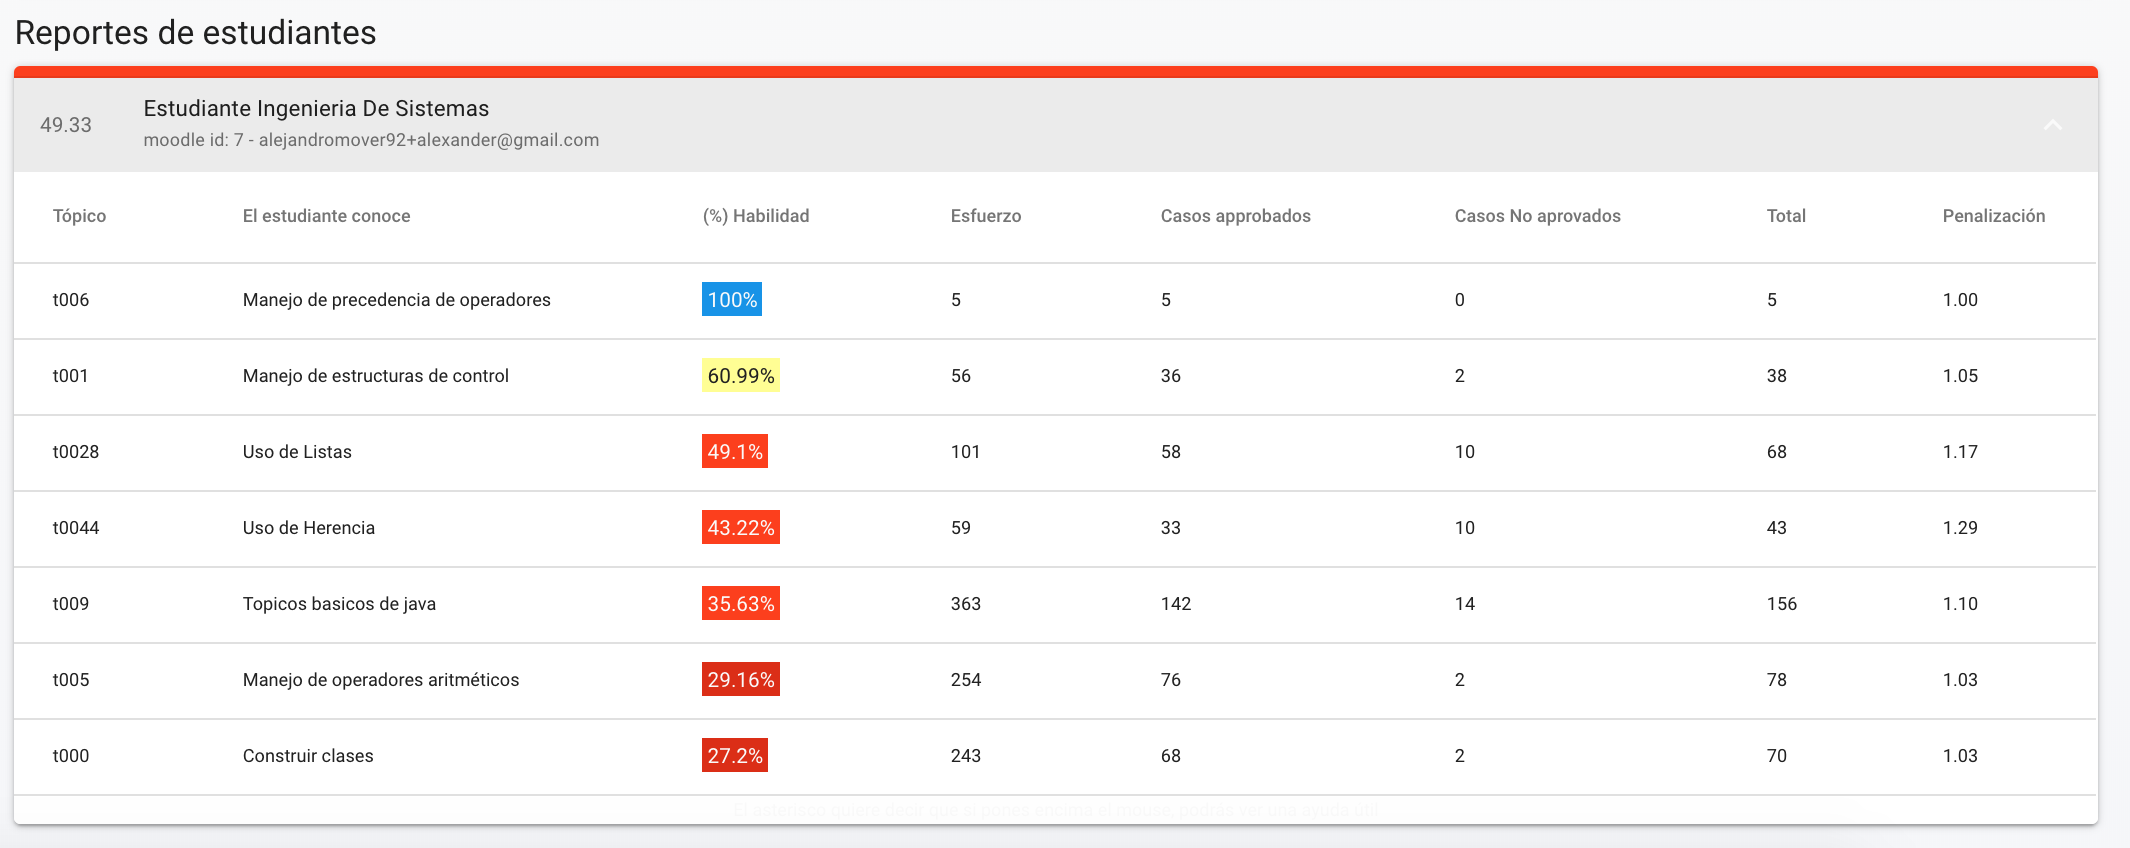 Reportes de estudiantes
49.33
Estudiante Ingenieria De Sistemas
moodle id: 7 - alejandromover92+alexander@gmail.com
Tópico El estudiante conoce (%) Habilidad Esfuerzo Casos approbados Casos No aprovados Total Penalización
t006 Manejo de precedencia de operadores 100% 5 5 0 5 1.00
t001 Manejo de estructuras de control 60.99% 56 36 2 38 1.05
t0028 Uso de Listas 49.1% 101 58 10 68 1.17
t0044 Uso de Herencia 43.22% 59 33 10 43 1.29
t009 Topicos basicos de java 35.63% 363 142 14 156 1.10
t005 Manejo de operadores aritméticos 29.16% 254 76 2 78 1.03
t000 Construir clases 27.2% 243 68 2 70 1.03
El asterisco quiere decir que si pones encima el mouse, podrás ver una ayuda útil